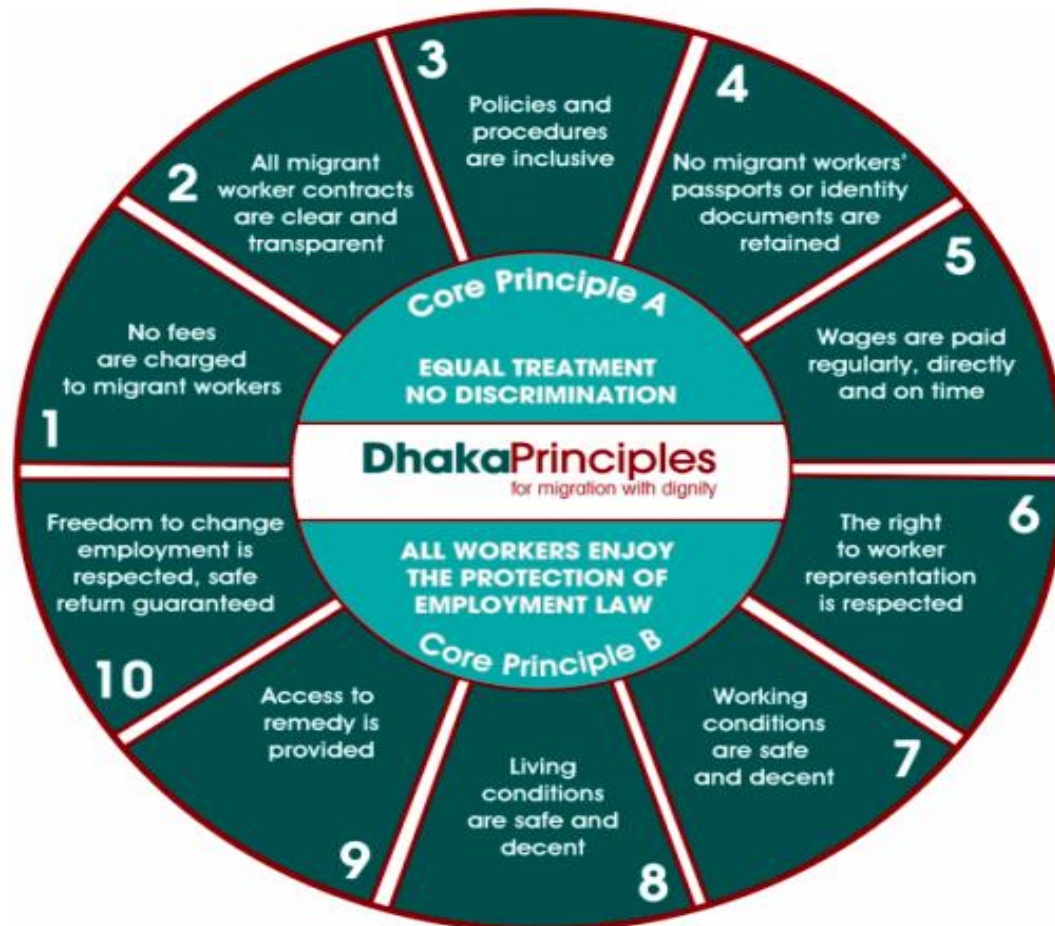 Core Principle A
EQUAL TREATMENT
NO DISCRIMINATION
DhakaPrinciples
for migration with dignity
ALL WORKERS ENJOY
THE PROTECTION OF
EMPLOYMENT LAW
Core Principle B
1
No fees
are charged
to migrant workers
2
All migrant
worker contracts
are clear and
transparent
3
Policies and
procedures
are inclusive
4
No migrant workers'
passports or identity
documents are
retained
5
Wages are paid
regularly, directly
and on time
6
The right
to worker
representation
is respected
7
Working
conditions
are safe
and decent
8
Living
conditions
are safe and
decent
9
Access to
remedy is
provided
10
Freedom to change
employment is
respected, safe
return guaranteed